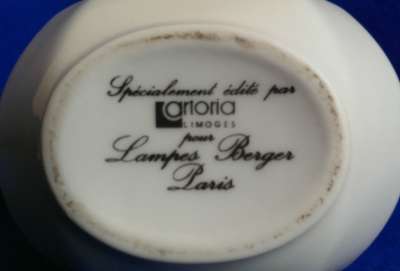 Spécialement édité par
artoria
LIMOGES
pour
Lampes Berger
Paris